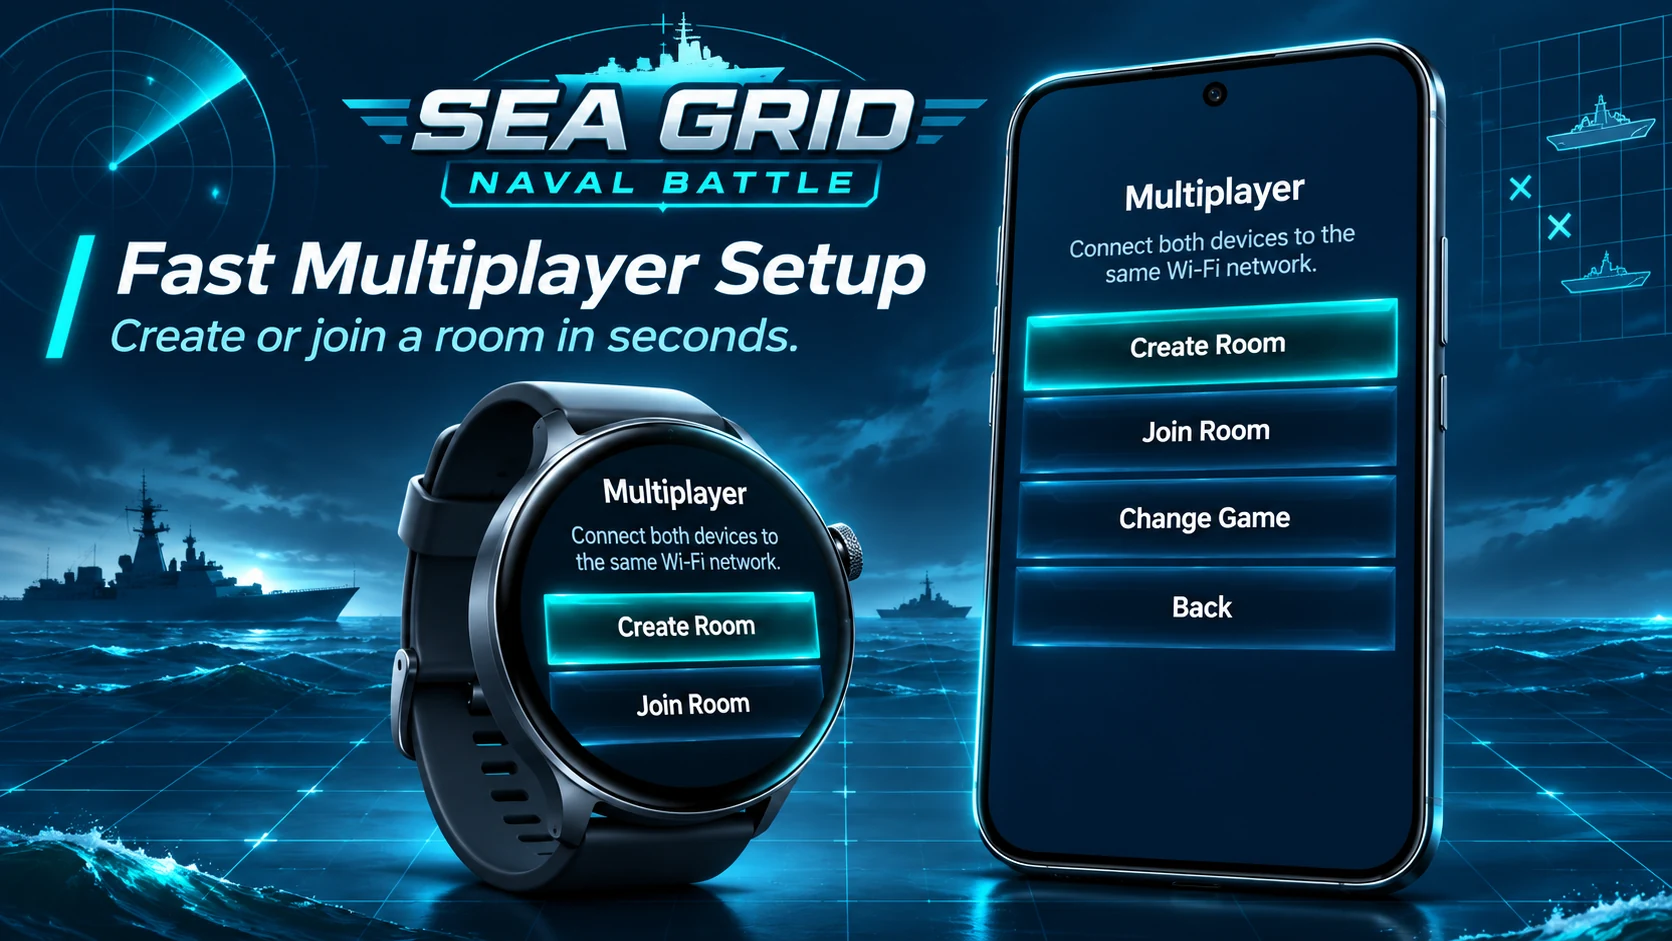 SEA GRID
NAVAL BATTLE
Fast Multiplayer Setup
Create or join a room in seconds.
Multiplayer
Connect both devices to
the same Wi-Fi network.
Create Room
Join Room
Multiplayer
Connect both devices to the
same Wi-Fi network.
Create Room
Join Room
Change Game
Back